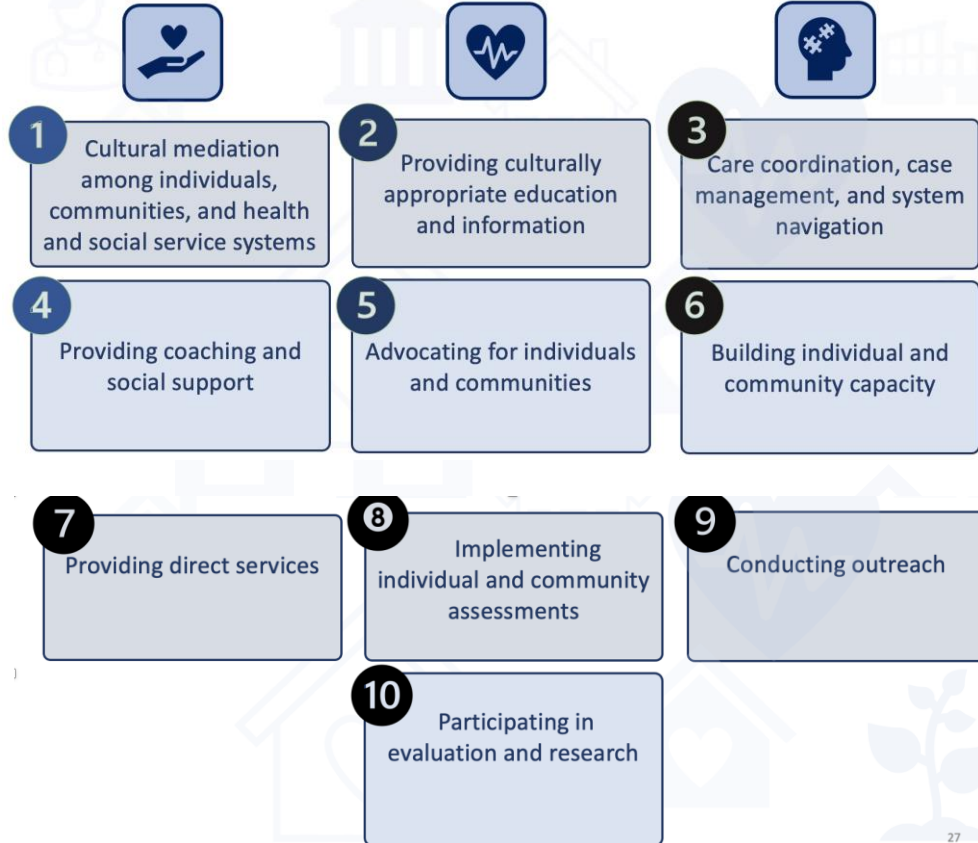 1
Cultural mediation
among individuals,
communities, and health
and social service systems
2
Providing culturally
appropriate education
and information
3
Care coordination, case
management, and system
navigation
4
Providing coaching and
social support
5
Advocating for individuals
and communities
6
Building individual and
community capacity
7
Providing direct services
8
Implementing
individual and community
assessments
9
Conducting outreach
10
Participating in
evaluation and research
27